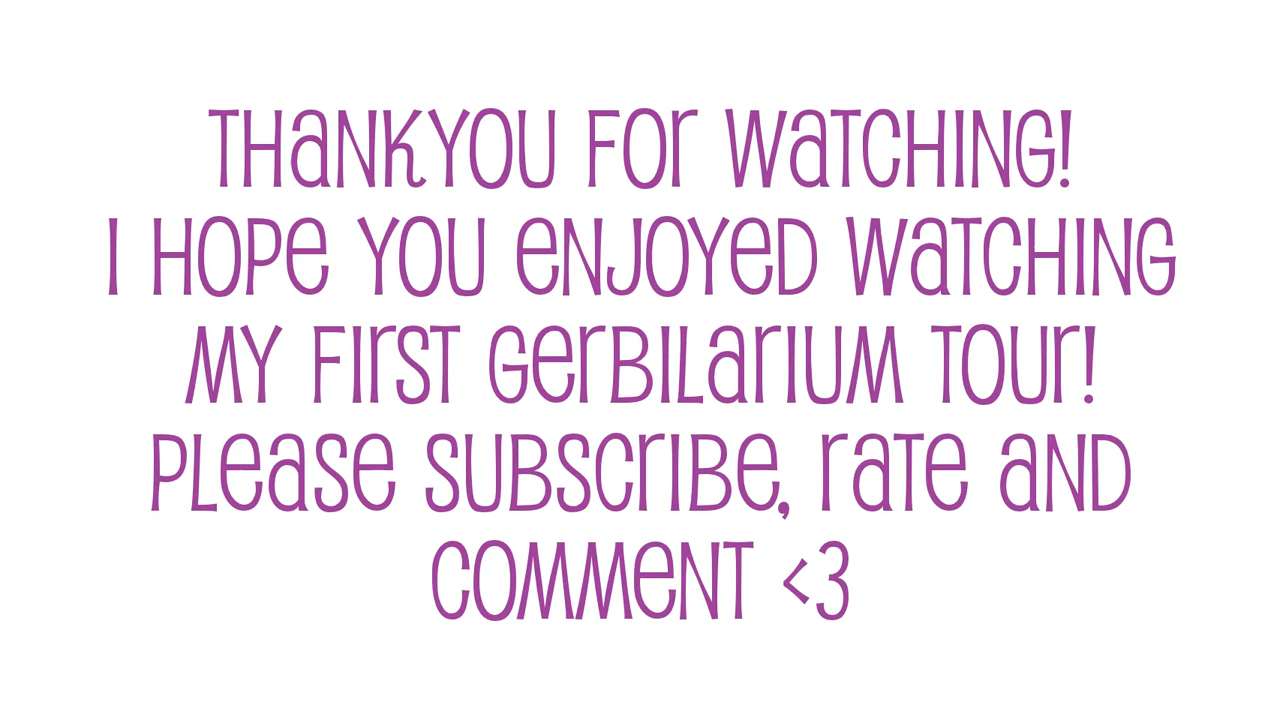 THaNKYOU FOr WaTCHING!
I HOPe YOU eNJOYeD WaTCHING
MY FIrST GerBILarIUM TOUr!
PLease SUBSCrIBe, raTe aND
COMMeNT <3